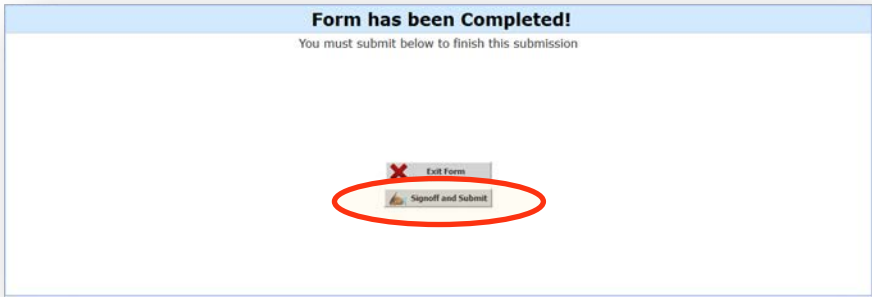 Form has been Completed!
You must submit below to finish this submission
Exit Form
Signoff and Submit